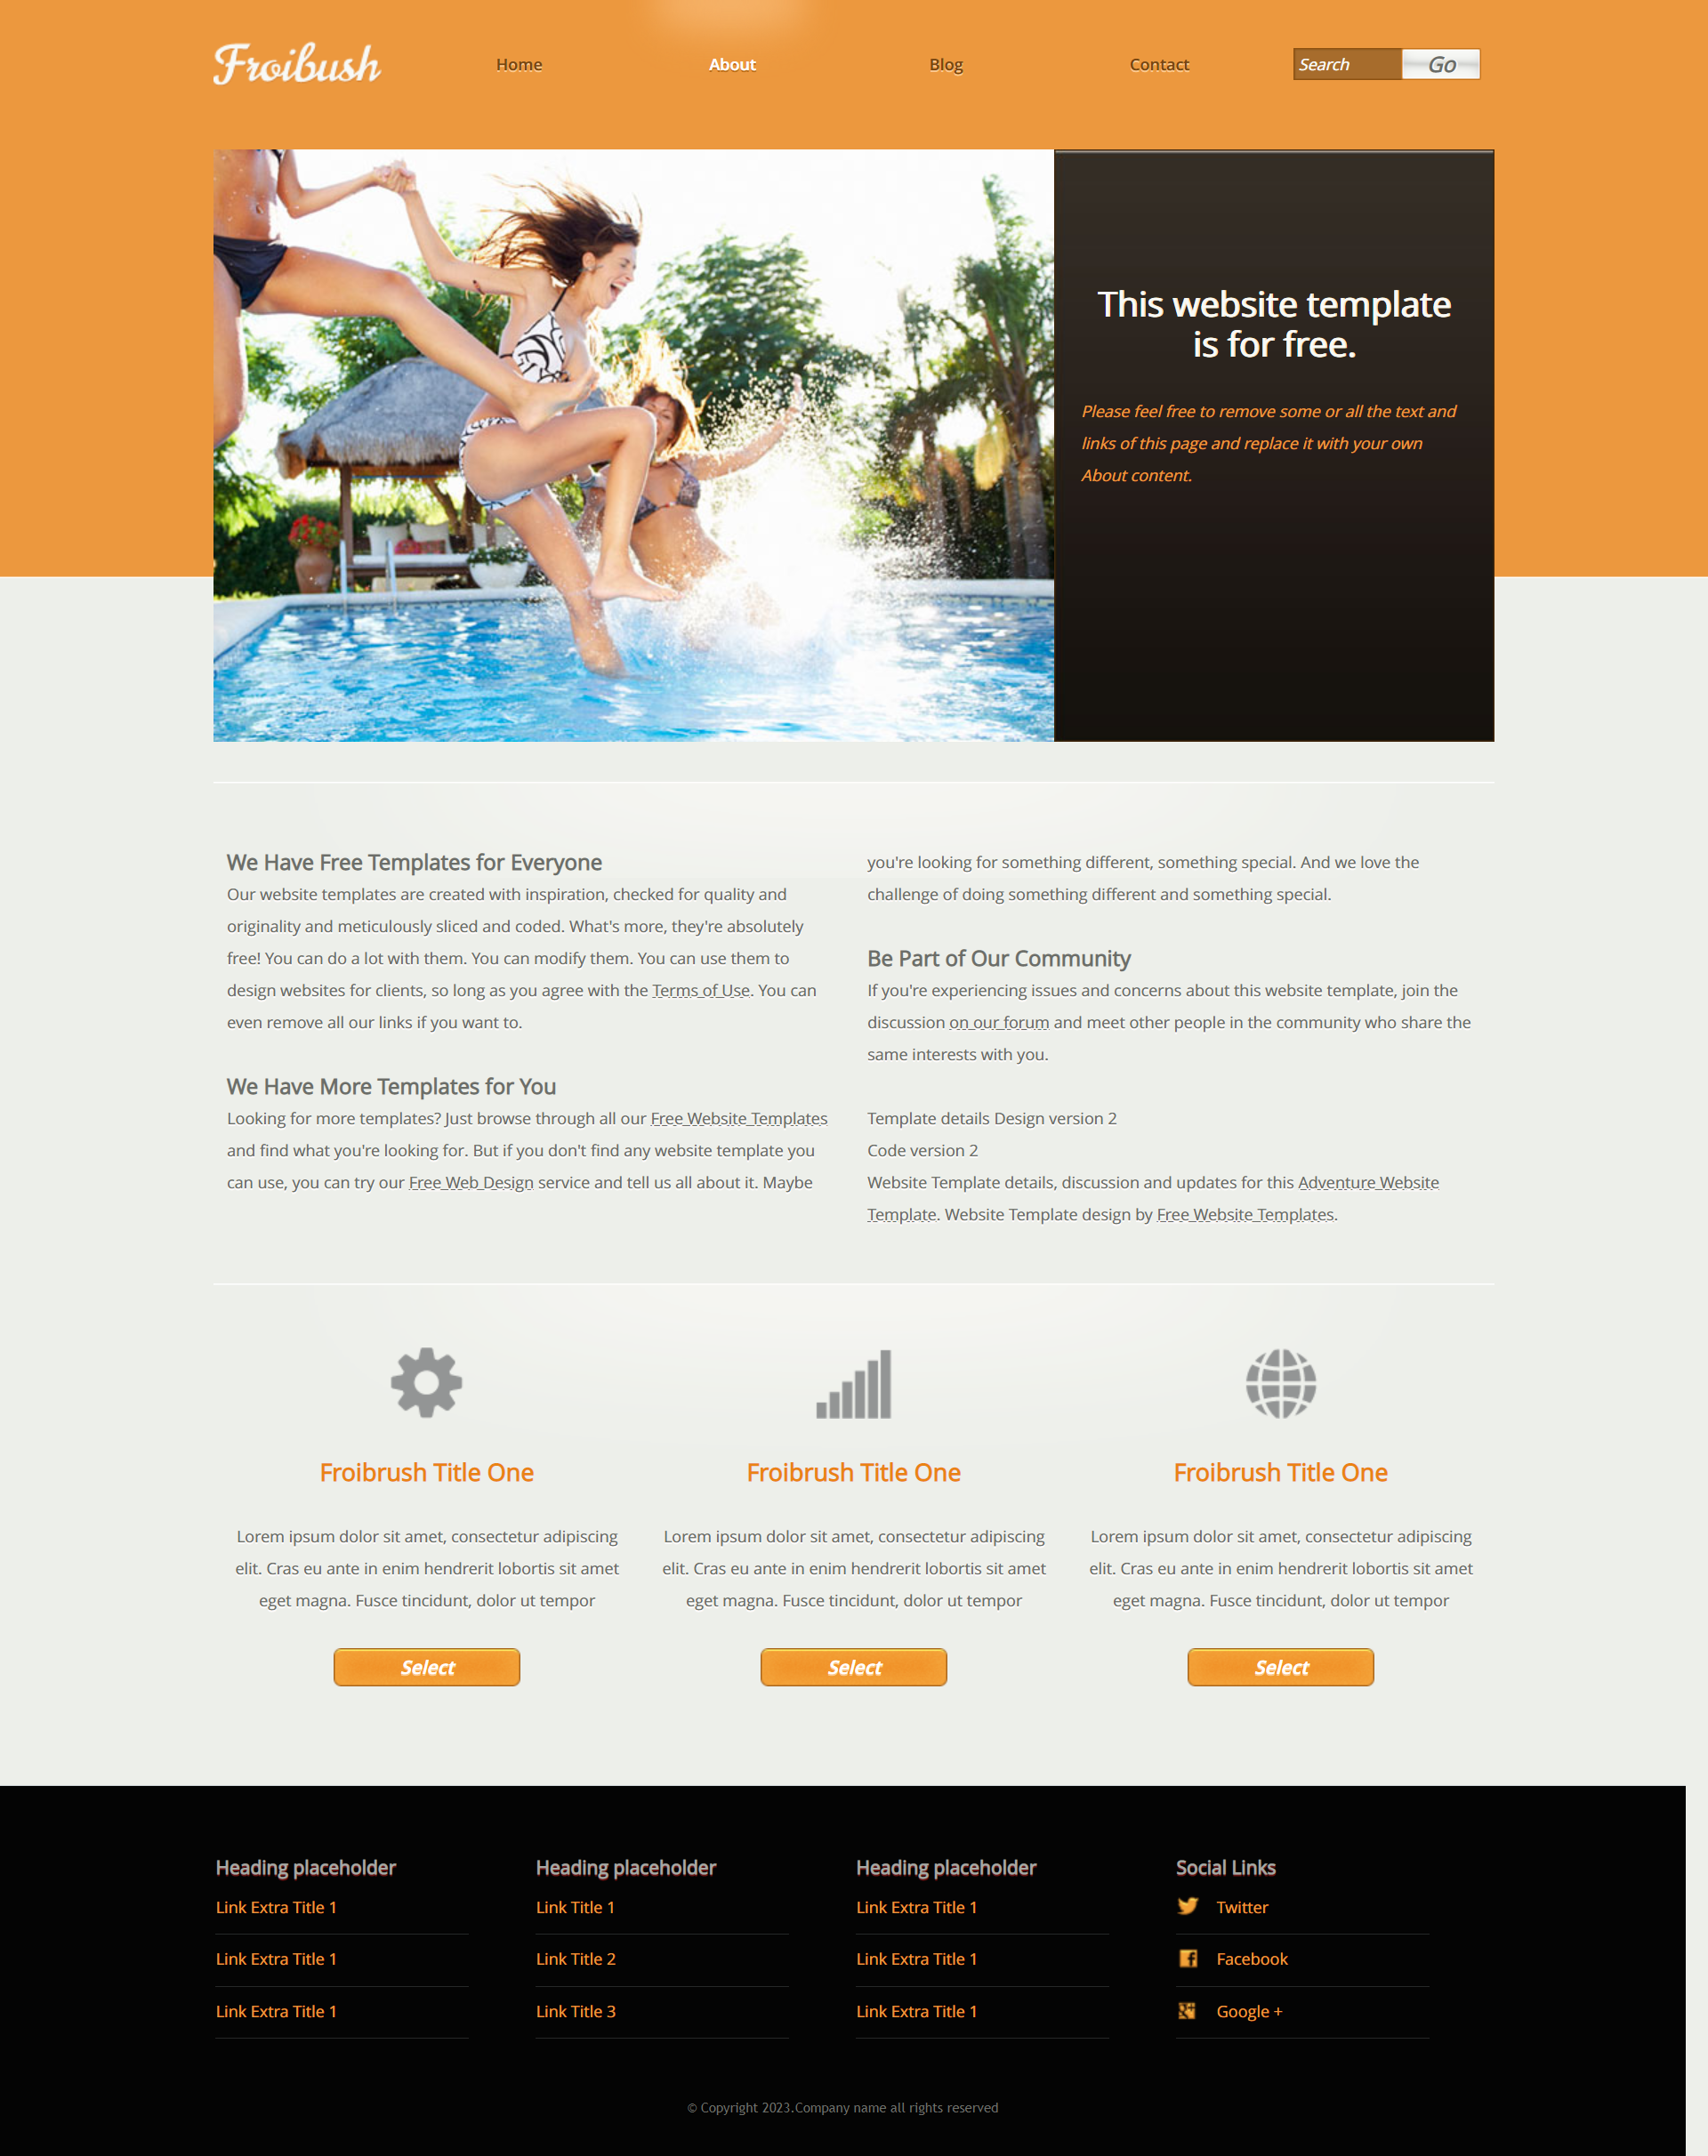 Froibush
Home
About
Blog
Contact
Search
Go
This website template
is for free.
Please feel free to remove some or all the text and
links of this page and replace it with your own
About content.
We Have Free Templates for Everyone
Our website templates are created with inspiration, checked for quality and
originality and meticulously sliced and coded. What's more, they're absolutely
free! You can do a lot with them. You can modify them. You can use them to
design websites for clients, so long as you agree with the Terms of Use. You can
even remove all our links if you want to.
We Have More Templates for You
Looking for more templates? Just browse through all our Free Website Templates
and find what you're looking for. But if you don't find any website template you
can use, you can try our Free Web Design service and tell us all about it. Maybe
you're looking for something different, something special. And we love the
challenge of doing something different and something special.
Be Part of Our Community
If you're experiencing issues and concerns about this website template, join the
discussion on our forum and meet other people in the community who share the
same interests with you.
Template details Design version 2
Code version 2
Website Template details, discussion and updates for this Adventure Website
Template. Website Template design by Free Website Templates.
Froibrush Title One
Lorem ipsum dolor sit amet, consectetur adipiscing
elit. Cras eu ante in enim hendrerit lobortis sit amet
eget magna. Fusce tincidunt, dolor ut tempor
Select
Froibrush Title One
Lorem ipsum dolor sit amet, consectetur adipiscing
elit. Cras eu ante in enim hendrerit lobortis sit amet
eget magna. Fusce tincidunt, dolor ut tempor
Select
Froibrush Title One
Lorem ipsum dolor sit amet, consectetur adipiscing
elit. Cras eu ante in enim hendrerit lobortis sit amet
eget magna. Fusce tincidunt, dolor ut tempor
Select
Heading placeholder
Link Extra Title 1
Link Extra Title 1
Link Extra Title 1
Heading placeholder
Link Title 1
Link Title 2
Link Title 3
Heading placeholder
Link Extra Title 1
Link Extra Title 1
Link Extra Title 1
Social Links
Twitter
Facebook
Google +
© Copyright 2023.Company name all rights reserved